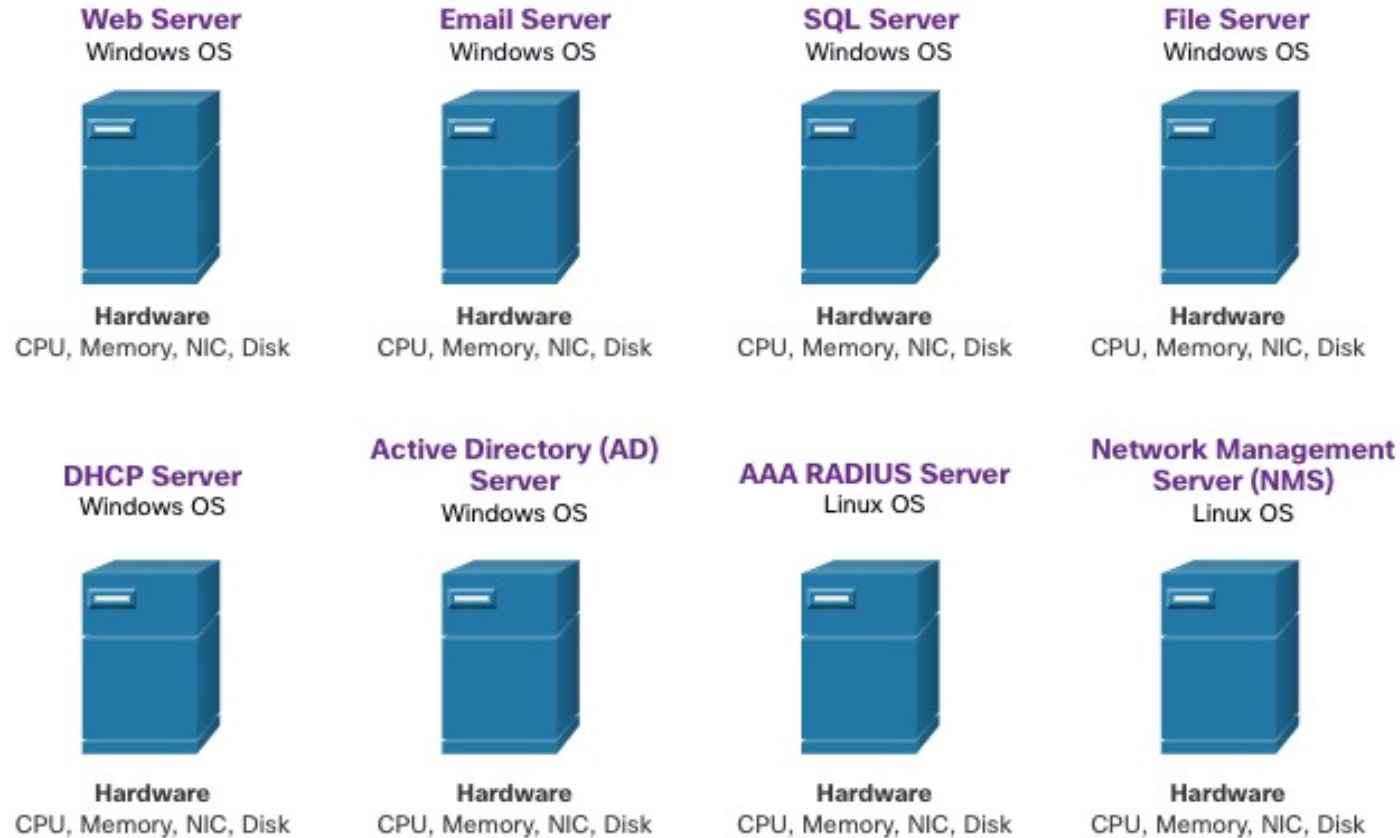 Web Server
Windows OS
Email Server
Windows OS
SQL Server
Windows OS
File Server
Windows OS
Hardware
CPU, Memory, NIC, Disk
Hardware
CPU, Memory, NIC, Disk
Hardware
CPU, Memory, NIC, Disk
Hardware
CPU, Memory, NIC, Disk
DHCP Server
Windows OS
Active Directory (AD)
Server
Windows OS
AAA RADIUS Server
Linux OS
Network Management
Server (NMS)
Linux OS
Hardware
CPU, Memory, NIC, Disk
Hardware
CPU, Memory, NIC, Disk
Hardware
CPU, Memory, NIC, Disk
Hardware
CPU, Memory, NIC, Disk